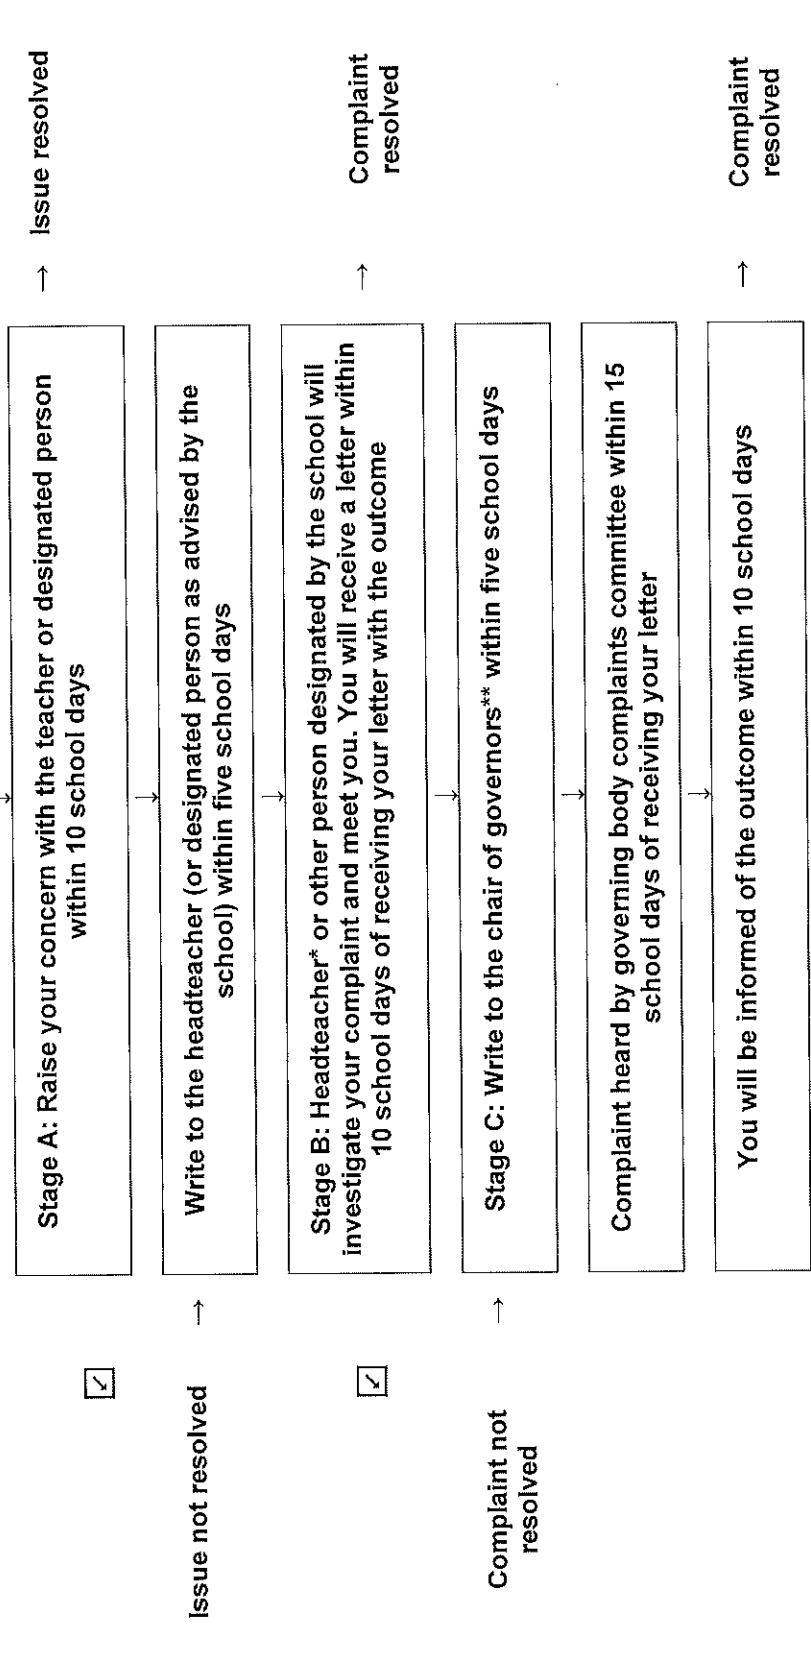 → Issue resolved
Stage A: Raise your concern with the teacher or designated person
within 10 school days
↓
Issue not resolved →
Write to the headteacher (or designated person as advised by the
school) within five school days
↓
Stage B: Headteacher* or other person designated by the school will
investigate your complaint and meet you. You will receive a letter within
10 school days of receiving your letter with the outcome
→ Complaint
resolved
↓
Complaint not
resolved →
Stage C: Write to the chair of governors** within five school days
↓
Complaint heard by governing body complaints committee within 15
school days of receiving your letter
↓
You will be informed of the outcome within 10 school days
→ Complaint
resolved